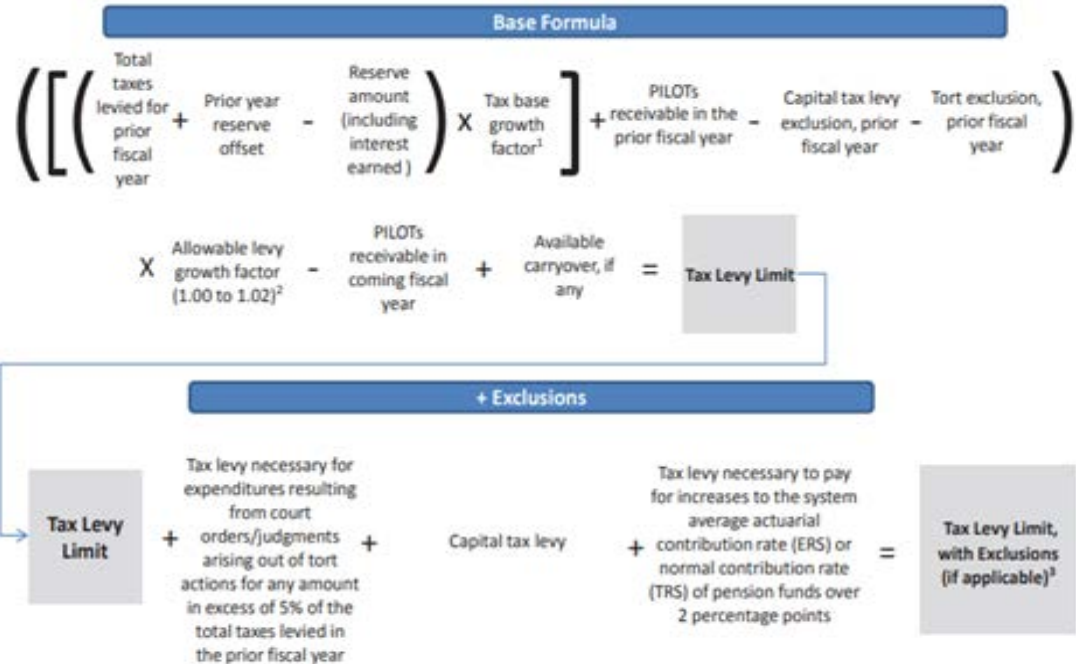 Base Formula
Total
taxes
levied for
prior
fiscal
year
+
Prior year
reserve
offset
-
Reserve
amount
(including
interest
earned )
X
Tax base
growth
factor¹
+
PILOTs
receivable in the
prior fiscal year
-
Capital tax levy
exclusion, prior
fiscal year
-
Tort exclusion,
prior fiscal
year
X
Allowable levy
growth factor
(1.00 to 1.02)²
-
PILOTs
receivable in
coming fiscal
year
+
Available
carryover, if
any
=
Tax Levy Limit
+ Exclusions
Tax Levy
Limit
+
Tax levy necessary for
expenditures resulting
from court
orders/judgments
arising out of tort
actions for any amount
in excess of 5% of the
total taxes levied in
the prior fiscal year
+
Capital tax levy
+
Tax levy necessary to pay
for increases to the system
average actuarial
contribution rate (ERS) or
normal contribution rate
(TRS) of pension funds over
2 percentage points
=
Tax Levy Limit,
with Exclusions
(if applicable)³